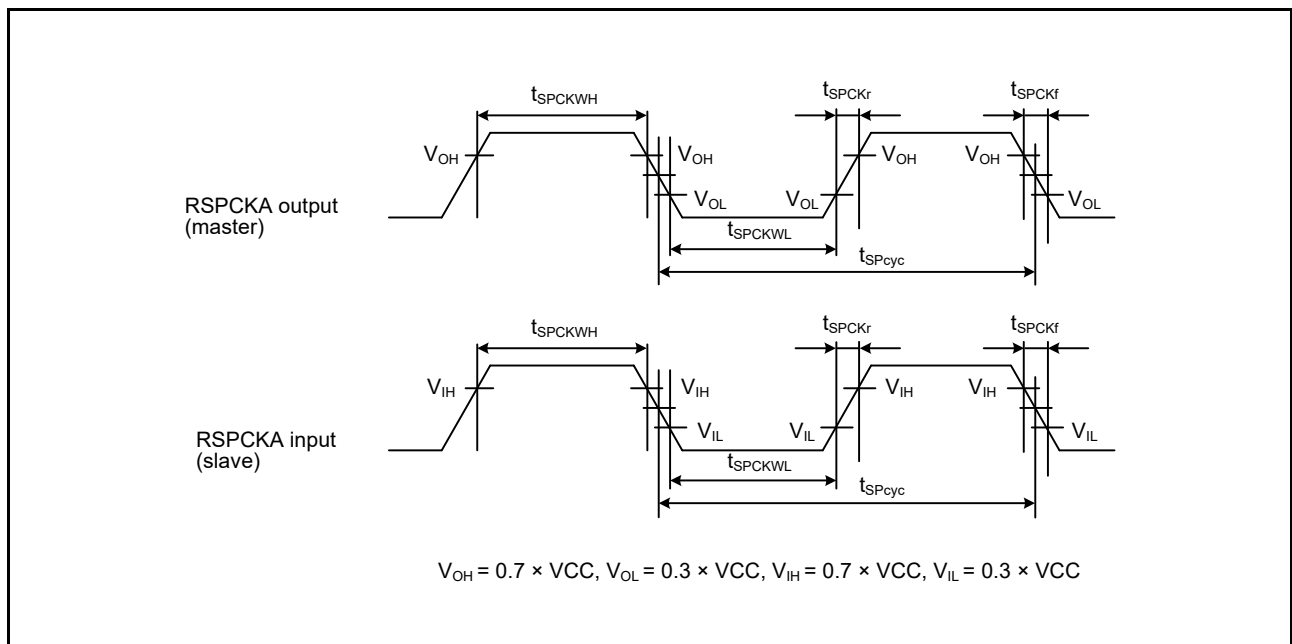 tSPCKWH
tSPCKr
tSPCKf
VOH
VOH
VOH
VOH
VOL
VOL
VOL
RSPCKA output
(master)
tSPCKWL
tSPcyc
tSPCKWH
tSPCKr
tSPCKf
VIH
VIH
VIH
VIH
VIL
VIL
VIL
RSPCKA input
(slave)
tSPCKWL
tSPcyc
VOH = 0.7 × VCC, VOL = 0.3 × VCC, VIH = 0.7 × VCC, VIL = 0.3 × VCC